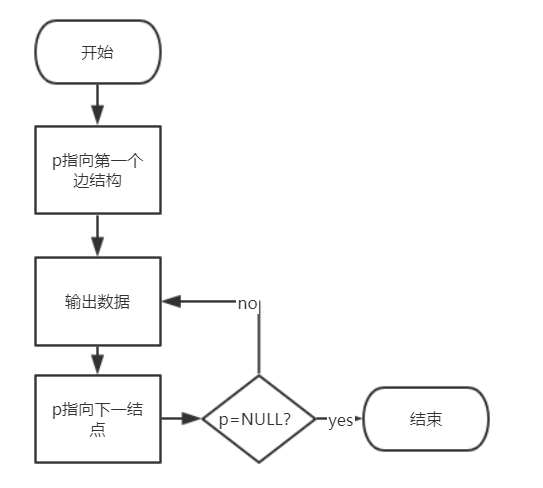 开始
p指向第一个
边结构
输出数据
no
p指向下一结
点
p=NULL?
yes
结束